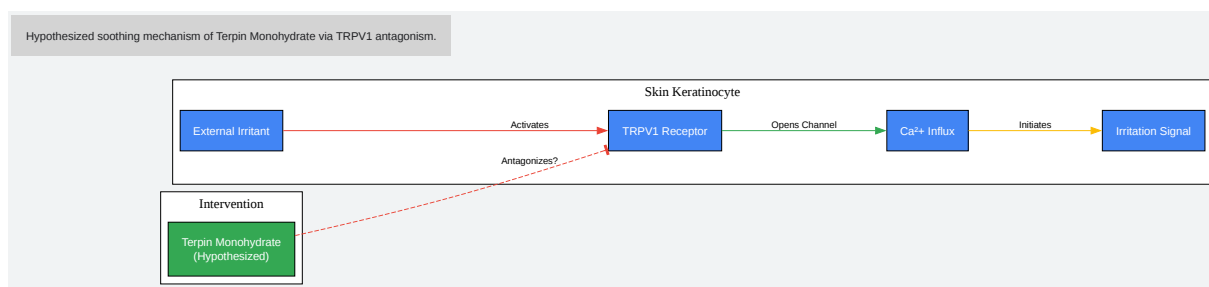 Hypothesized soothing mechanism of Terpin Monohydrate via TRPV1 antagonism.
Skin Keratinocyte
External Irritant
Activates
TRPV1 Receptor
Opens Channel
Ca²+ Influx
Initiates
Irritation Signal
Antagonizes?
Intervention
Terpin Monohydrate
(Hypothesized)